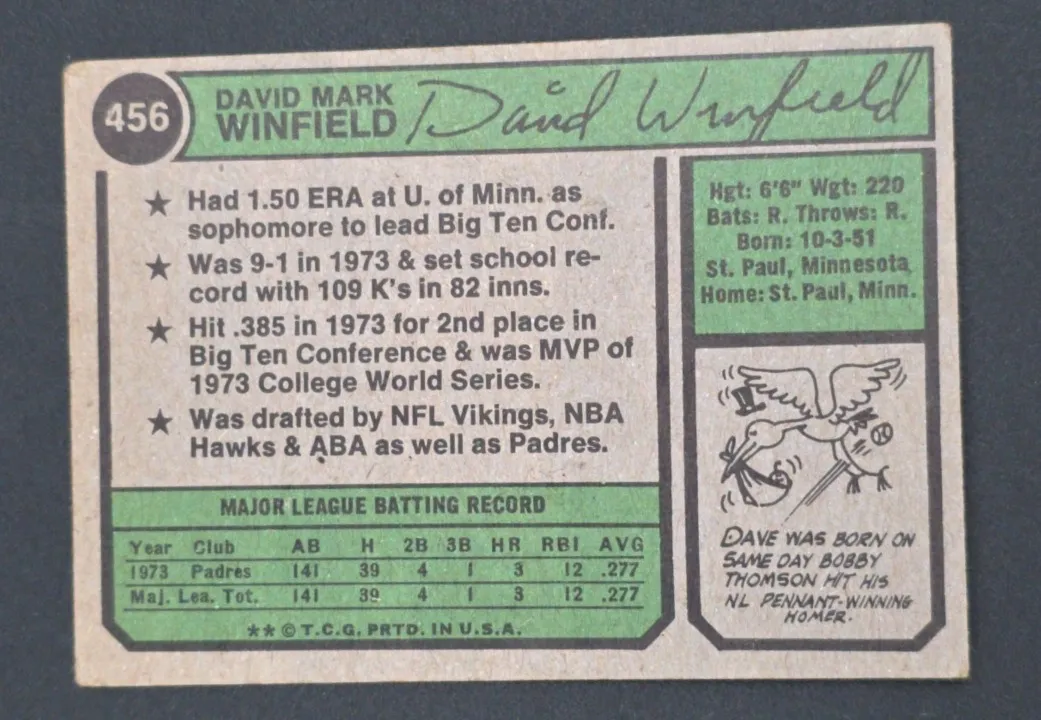 456
DAVID MARK
WINFIELD
David Winfield
★ Had 1.50 ERA at U. of Minn. as
sophomore to lead Big Ten Conf.
★ Was 9-1 in 1973 & set school re-
cord with 109 K's in 82 inns.
★ Hit .385 in 1973 for 2nd place in
Big Ten Conference & was MVP of
1973 College World Series.
★ Was drafted by NFL Vikings, NBA
Hawks & ABA as well as Padres.
Hgt: 6'6" Wgt: 220
Bats: R. Throws: R.
Born: 10-3-51
St. Paul, Minnesota
Home: St. Paul, Minn.
DAVE WAS BORN ON
SAME DAY BOBBY
THOMSON HIT HIS
NL PENNANT-WINNING
HOMER.
MAJOR LEAGUE BATTING RECORD
Year Club AB H 2B 3B HR RBI AVG
1973 Padres 141 39 4 1 3 12 .277
Maj. Lea. Tot. 141 39 4 1 3 12 .277
** © T.C.G. PRTD. IN U.S.A.